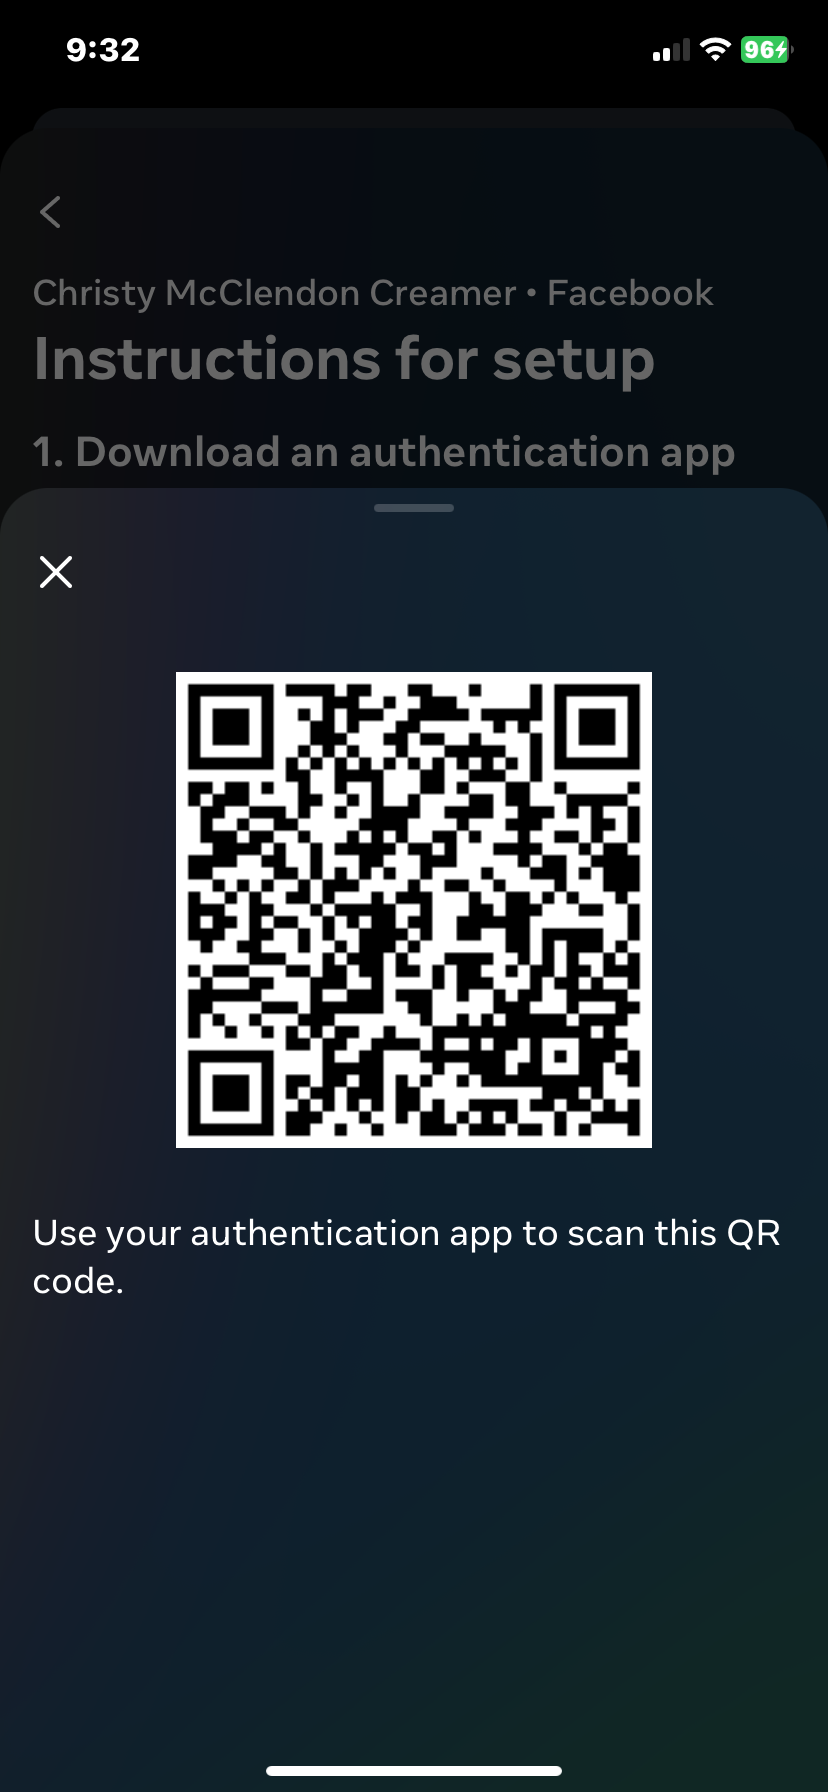 9:32
96
Christy McClendon Creamer • Facebook
Instructions for setup
1. Download an authentication app
Use your authentication app to scan this QR
code.